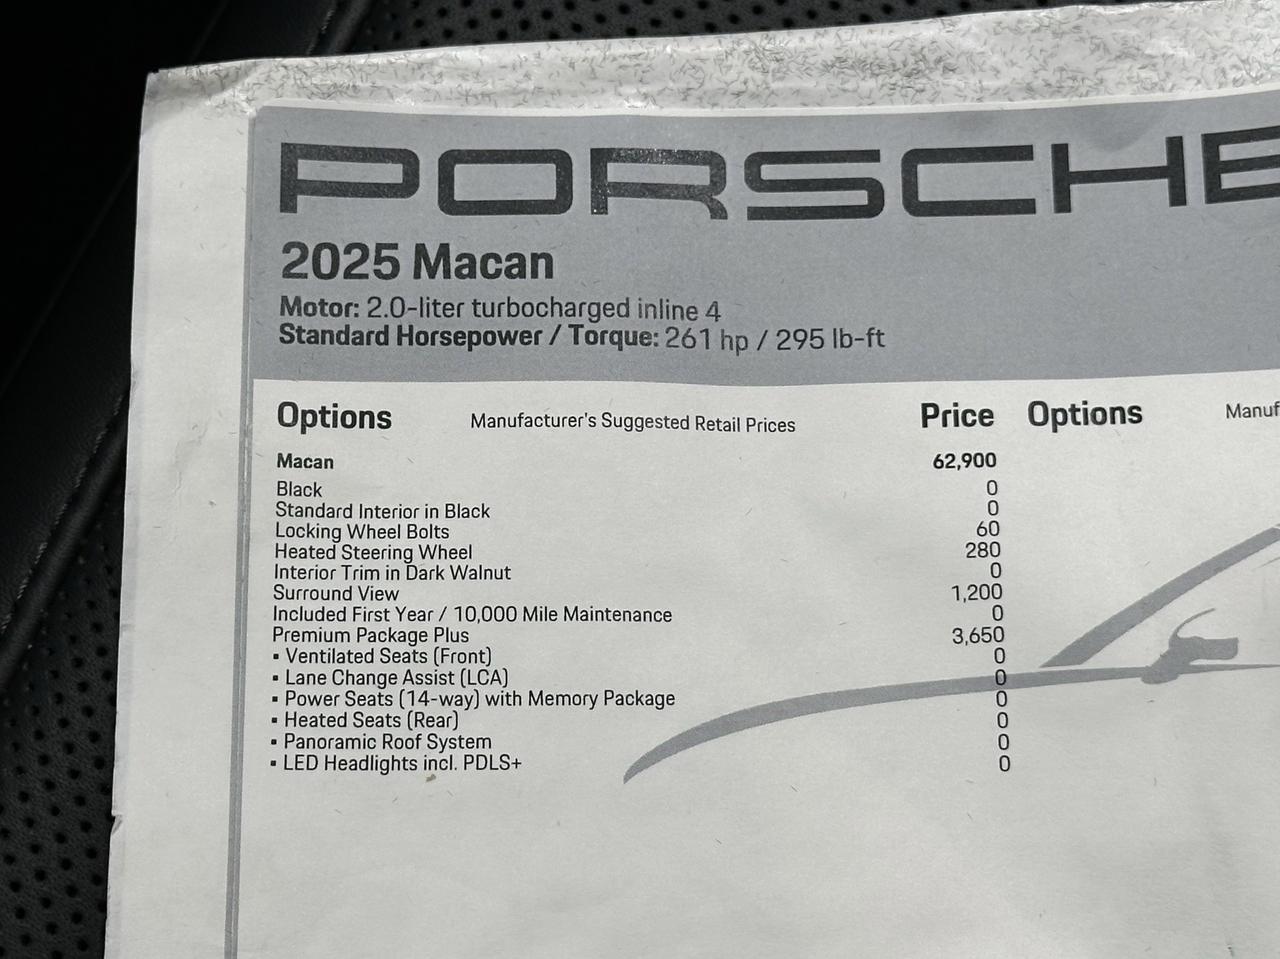 PORSCHE
2025 Macan
Motor: 2.0-liter turbocharged inline 4
Standard Horsepower / Torque: 261 hp / 295 lb-ft
Options Manufacturer's Suggested Retail Prices Price Options Manuf
Macan 62,900
Black 0
Standard Interior in Black 0
Locking Wheel Bolts 60
Heated Steering Wheel 280
Interior Trim in Dark Walnut 0
Surround View 1,200
Included First Year / 10,000 Mile Maintenance 0
Premium Package Plus 3,650
▪ Ventilated Seats (Front) 0
▪ Lane Change Assist (LCA) 0
▪ Power Seats (14-way) with Memory Package 0
▪ Heated Seats (Rear) 0
▪ Panoramic Roof System 0
▪ LED Headlights incl. PDLS+ 0